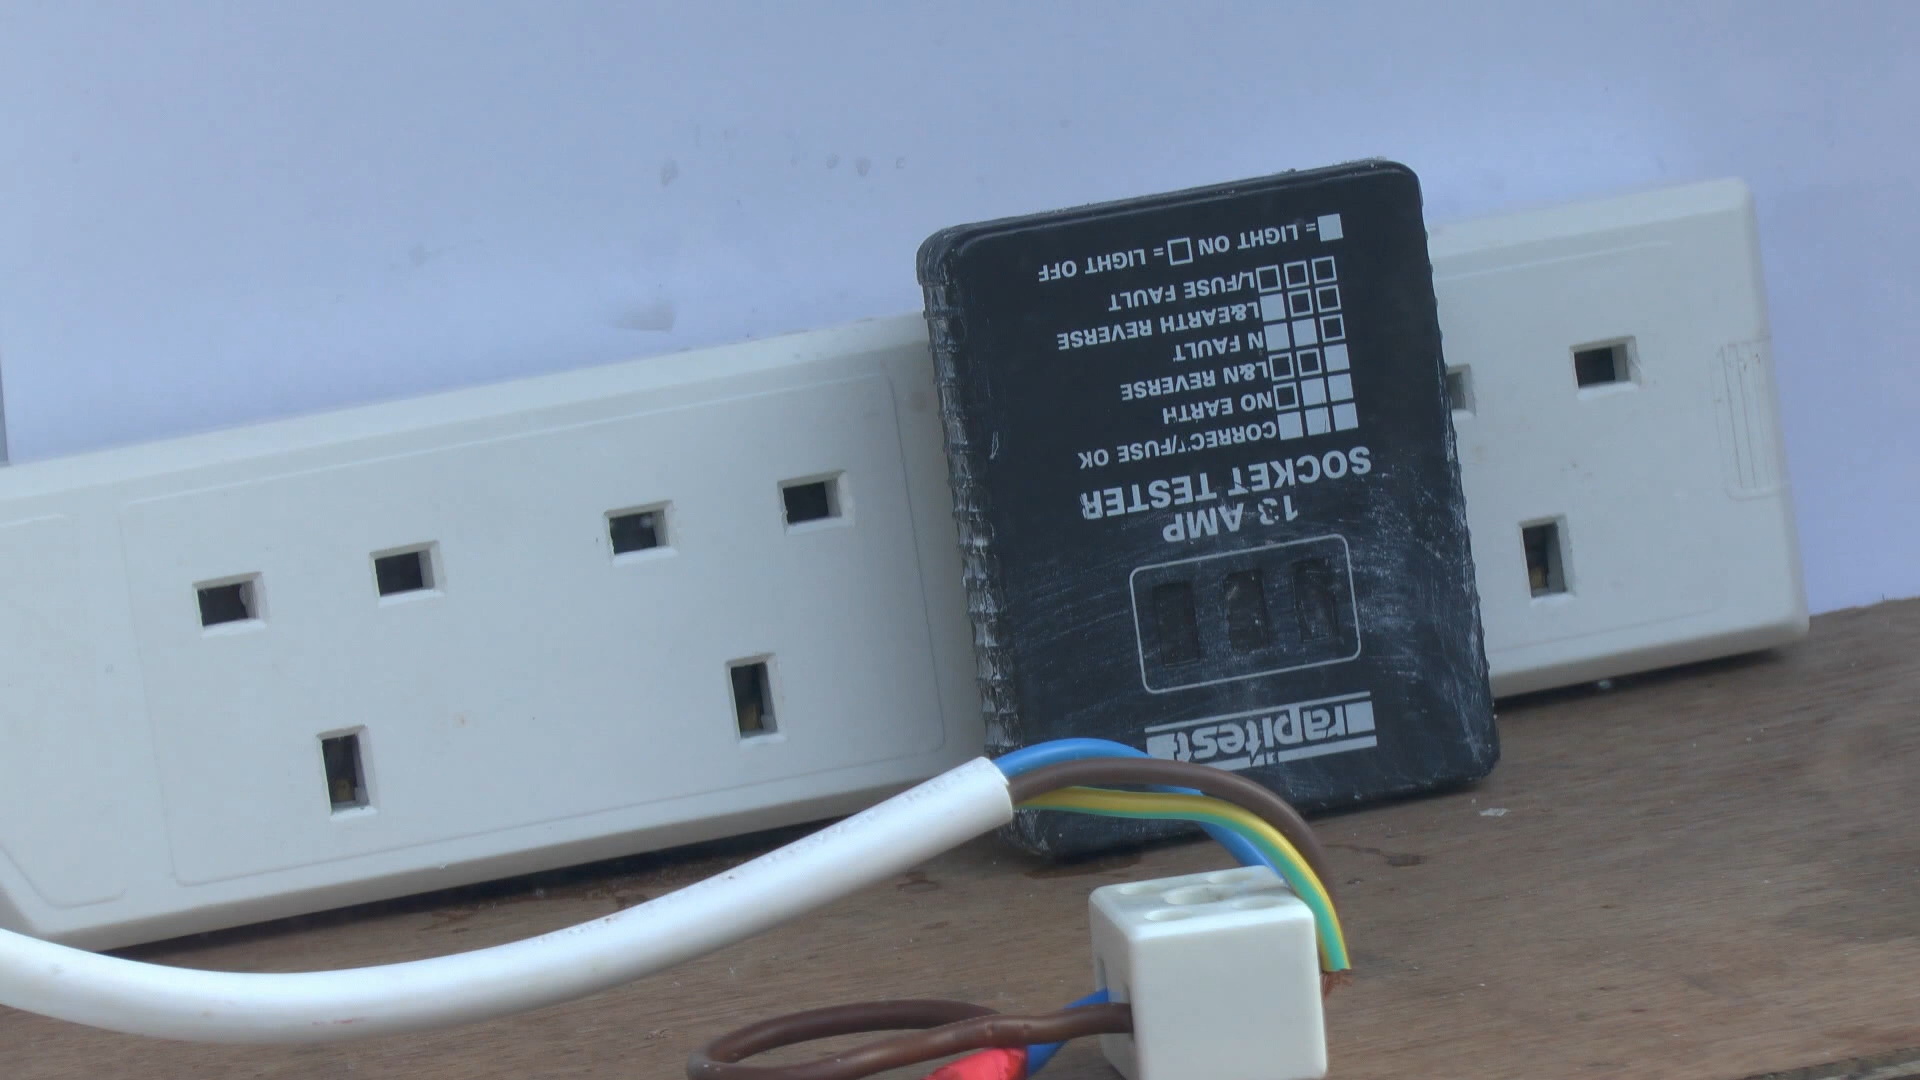 rapitest
13 AMP
SOCKET TESTER
CORRECT/FUSE OK
NO EARTH
L&N REVERSE
N FAULT
L&EARTH REVERSE
L/FUSE FAULT
= LIGHT ON = LIGHT OFF